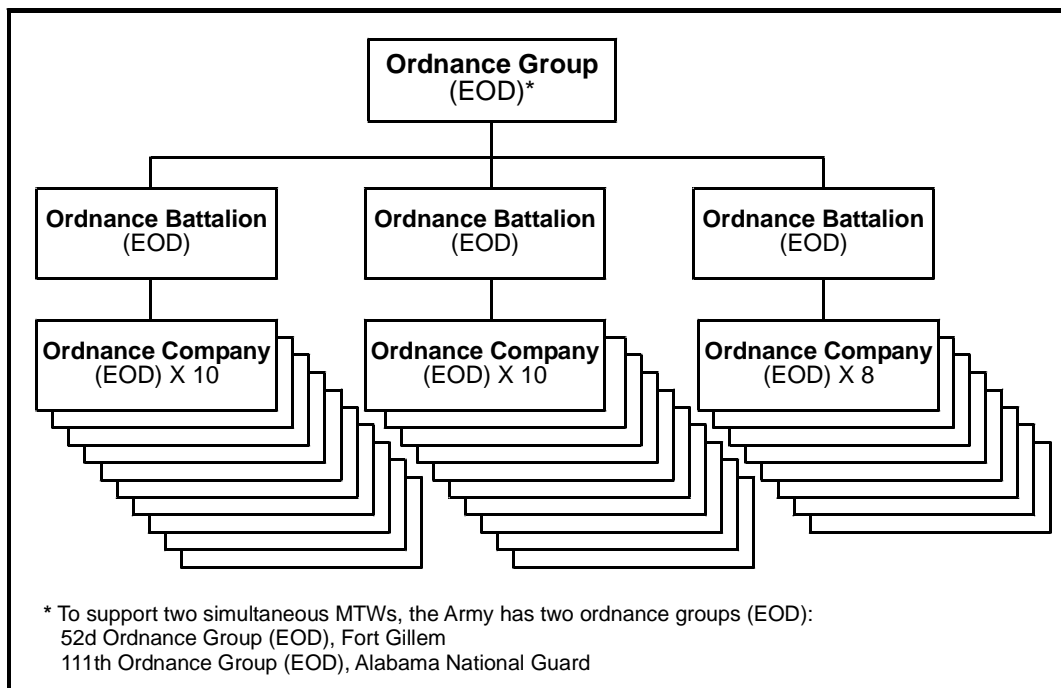 Ordnance Group
(EOD)*
Ordnance Battalion
(EOD)
Ordnance Battalion
(EOD)
Ordnance Battalion
(EOD)
Ordnance Company
(EOD) X 10
Ordnance Company
(EOD) X 10
Ordnance Company
(EOD) X 8
* To support two simultaneous MTWs, the Army has two ordnance groups (EOD):
52d Ordnance Group (EOD), Fort Gillem
111th Ordnance Group (EOD), Alabama National Guard